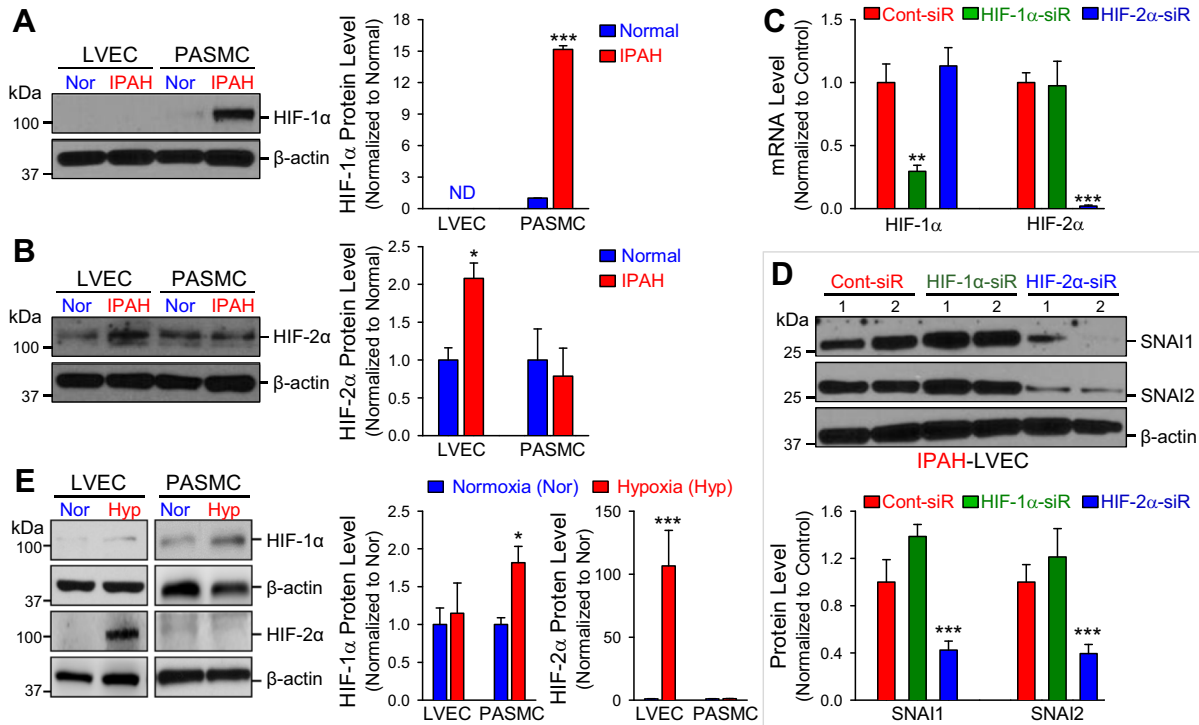 A
LVEC PASMC
Nor IPAH Nor IPAH
kDa
100
HIF-1α
37
β-actin
HIF-1α Protein Level
(Normalized to Normal)
18
15
12
9
6
3
0
ND
***
LVEC PASMC
Normal
IPAH
B
LVEC PASMC
Nor IPAH Nor IPAH
kDa
100
HIF-2α
37
β-actin
HIF-2α Protein Level
(Normalized to Normal)
2.5
2.0
1.5
1.0
0.5
0.0
*
LVEC PASMC
Normal
IPAH
C
Cont-siR HIF-1α-siR HIF-2α-siR
mRNA Level
(Normalized to Control)
1.5
1.0
0.5
0.0
**
***
HIF-1α HIF-2α
D
Cont-siR HIF-1α-siR HIF-2α-siR
1 2 1 2 1 2
kDa
25
SNAI1
25
SNAI2
37
β-actin
IPAH-LVEC
Cont-siR HIF-1α-siR HIF-2α-siR
Protein Level
(Normalized to Control)
1.6
1.2
0.8
0.4
0.0
***
***
SNAI1 SNAI2
E
LVEC PASMC
Nor Hyp Nor Hyp
kDa
100
HIF-1α
37
β-actin
100
HIF-2α
37
β-actin
Normoxia (Nor) Hypoxia (Hyp)
HIF-1α Proten Level
(Normalized to Nor)
2.5
2.0
1.5
1.0
0.5
0.0
*
LVEC PASMC
HIF-2α Proten Level
(Normalized to Nor)
150
100
50
0
***
LVEC PASMC